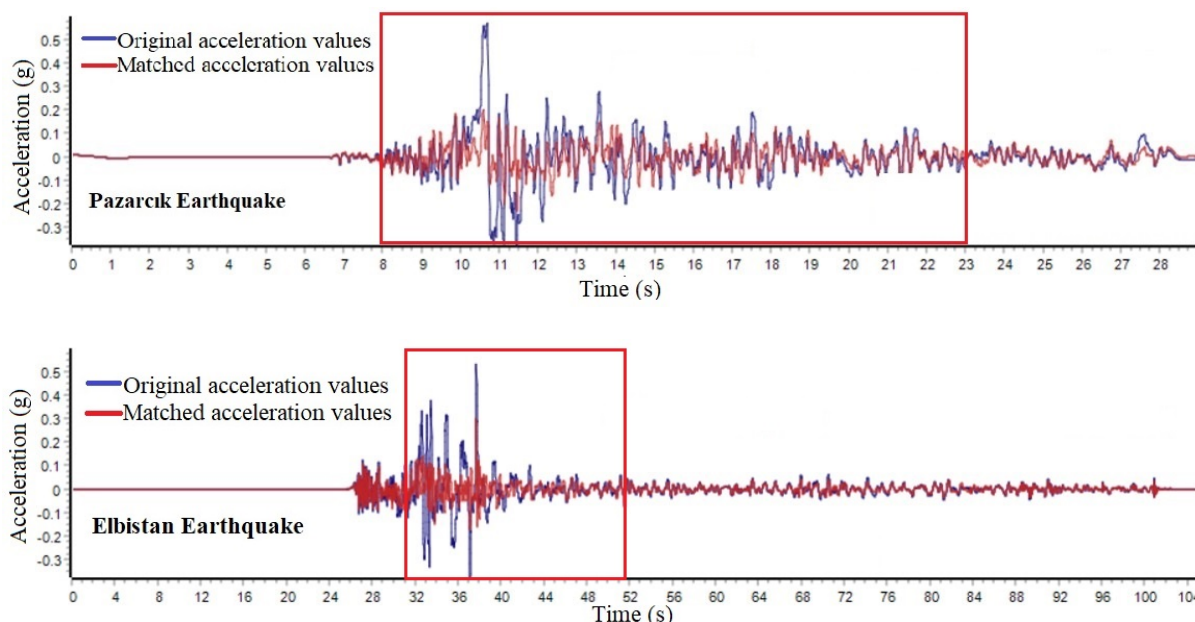 Acceleration (g)
0.5
0.4
0.3
0.2
0.1
0
-0.1
-0.2
-0.3
Original acceleration values
Matched acceleration values
Pazarcık Earthquake
0 1 2 3 4 5 6 7 8 9 10 11 12 13 14 15 16 17 18 19 20 21 22 23 24 25 26 27 28
Time (s)
Acceleration (g)
0.5
0.4
0.3
0.2
0.1
0
-0.1
-0.2
-0.3
Original acceleration values
Matched acceleration values
Elbistan Earthquake
0 4 8 12 16 20 24 28 32 36 40 44 48 52 56 60 64 68 72 76 80 84 88 92 96 100 104
Time (s)